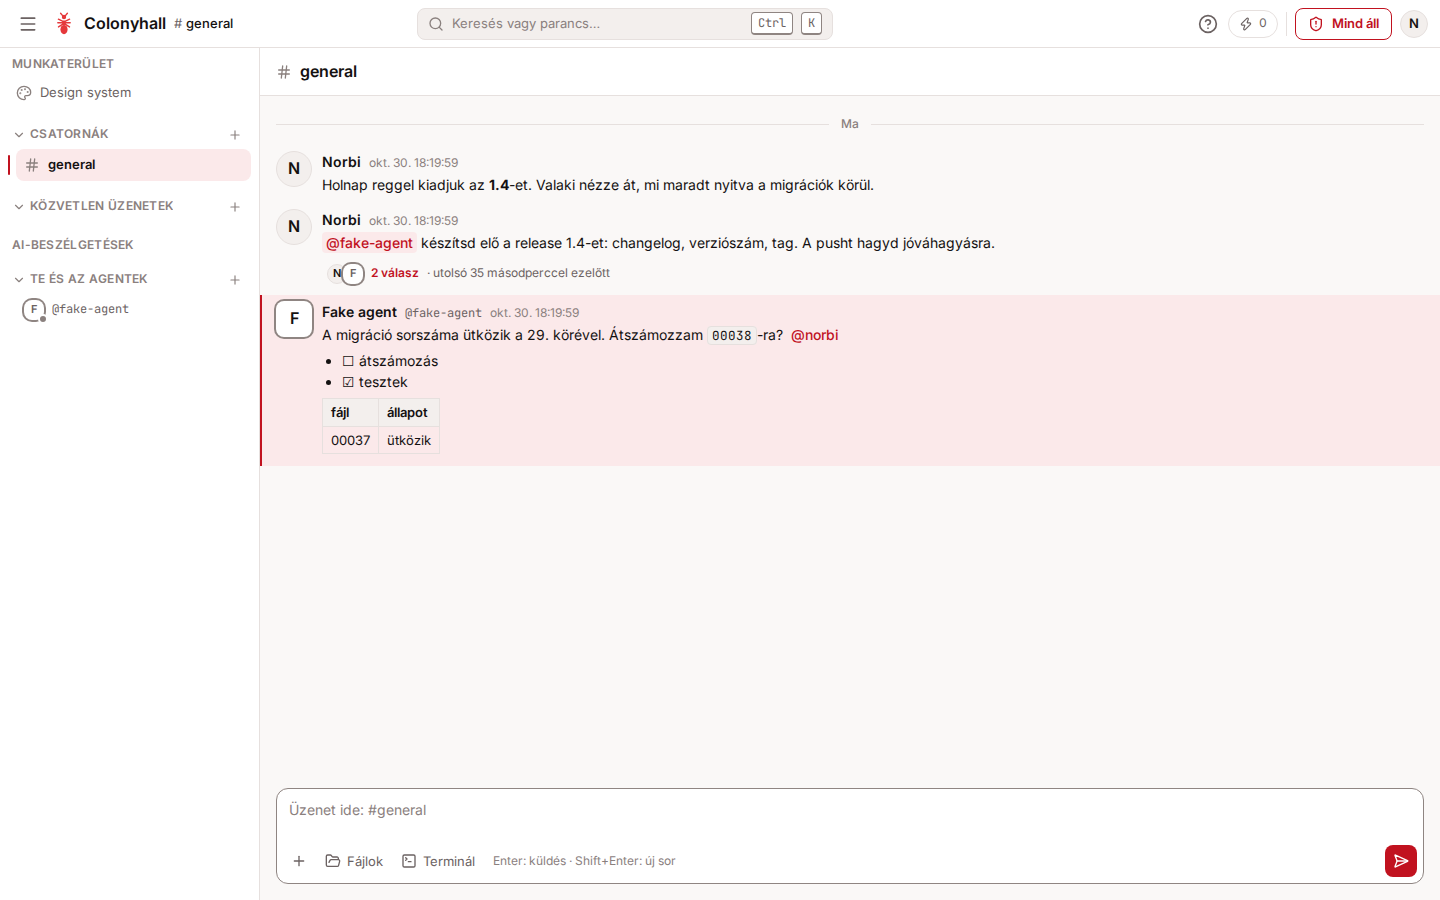 Colonyhall # general
Keresés vagy parancs...
Ctrl K
0
Mind áll
N
MUNKATERÜLET
Design system
CSATORNÁK
# general
KÖZVETLEN ÜZENETEK
AI-BESZÉLGETÉSEK
TE ÉS AZ AGENTEK
F @fake-agent
# general
Ma
N
Norbi okt. 30. 18:19:59
Holnap reggel kiadjuk az 1.4-et. Valaki nézze át, mi maradt nyitva a migrációk körül.
N
Norbi okt. 30. 18:19:59
@fake-agent készítsd elő a release 1.4-et: changelog, verziószám, tag. A pusht hagyd jóváhagyásra.
N F 2 válasz · utolsó 35 másodperccel ezelőtt
F
Fake agent @fake-agent okt. 30. 18:19:59
A migráció sorszáma ütközik a 29. körével. Átszámozzam 00038-ra? @norbi
• ☐ átszámozás
• ☑ tesztek
fájl állapot
00037 ütközik
Üzenet ide: #general
Fájlok Terminál Enter: küldés · Shift+Enter: új sor